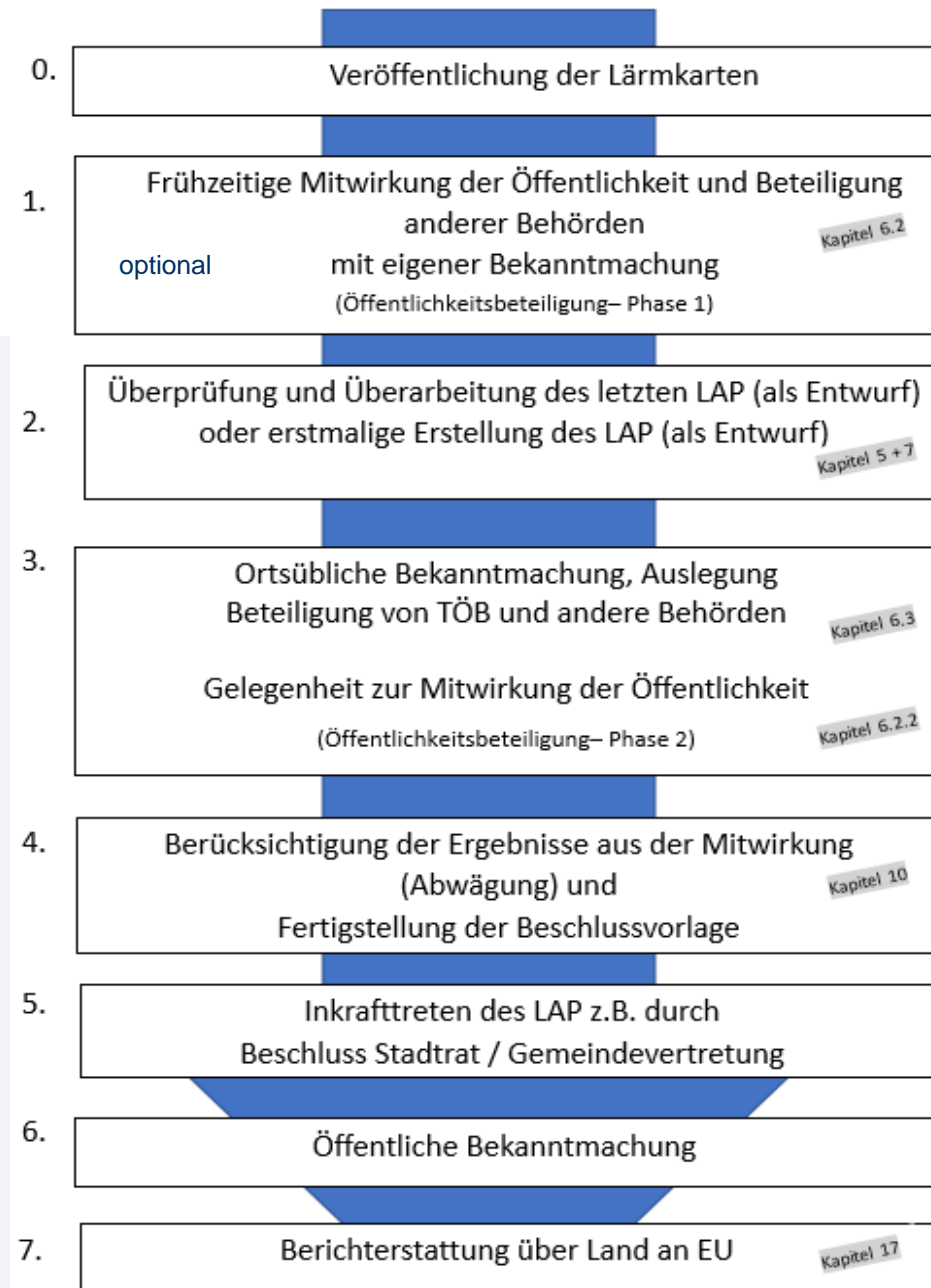 0.
Veröffentlichung der Lärmkarten
1.
Frühzeitige Mitwirkung der Öffentlichkeit und Beteiligung
anderer Behörden
Kapitel 6.2
optional
mit eigener Bekanntmachung
(Öffentlichkeitsbeteiligung– Phase 1)
2.
Überprüfung und Überarbeitung des letzten LAP (als Entwurf)
oder erstmalige Erstellung des LAP (als Entwurf)
Kapitel 5 + 7
3.
Ortsübliche Bekanntmachung, Auslegung
Beteiligung von TÖB und andere Behörden
Kapitel 6.3
Gelegenheit zur Mitwirkung der Öffentlichkeit
(Öffentlichkeitsbeteiligung– Phase 2)
Kapitel 6.2.2
4.
Berücksichtigung der Ergebnisse aus der Mitwirkung
(Abwägung) und
Kapitel 10
Fertigstellung der Beschlussvorlage
5.
Inkrafttreten des LAP z.B. durch
Beschluss Stadtrat / Gemeindevertretung
6.
Öffentliche Bekanntmachung
7.
Berichterstattung über Land an EU
Kapitel 17